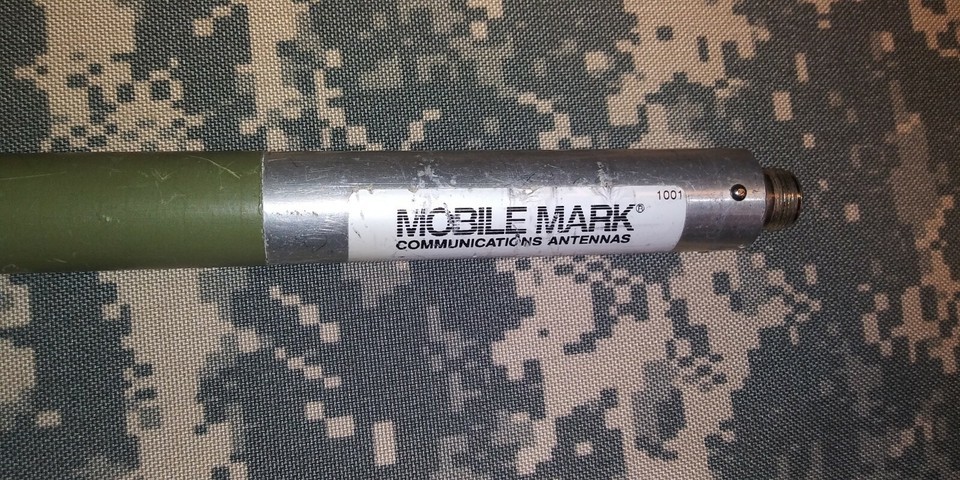 1001
MOBILE MARK®
COMMUNICATIONS ANTENNAS